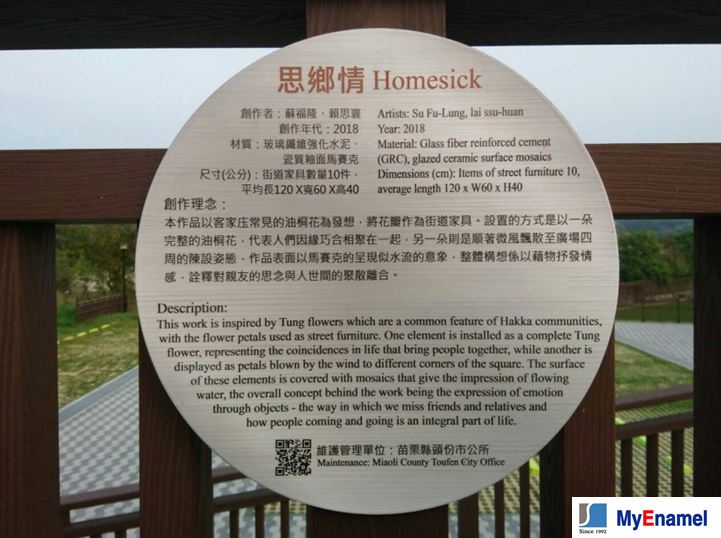 思鄉情 Homesick
創作者：蘇福隆、賴思寰
創作年代：2018
材質：玻璃纖維強化水泥、
瓷質釉面馬賽克
尺寸(公分)：街道家具數量10件，
平均長120 X寬60 X高40
Artists: Su Fu-Lung, lai ssu-huan
Year: 2018
Material: Glass fiber reinforced cement
(GRC), glazed ceramic surface mosaics
Dimensions (cm): Items of street furniture 10,
average length 120 x W60 x H40
創作理念：
本作品以客家庄常見的油桐花為發想，將花瓣作為街道家具。設置的方式是以一朵
完整的油桐花，代表人們因緣巧合相聚在一起，另一朵則是順著微風飄散至廣場四
周的陳設姿態，作品表面以馬賽克的呈現似水流的意象，整體構想係以藉物抒發情
感，詮釋對親友的思念與人世間的聚散離合。
Description:
This work is inspired by Tung flowers which are a common feature of Hakka communities,
with the flower petals used as street furniture. One element is installed as a complete Tung
flower, representing the coincidences in life that bring people together, while another is
displayed as petals blown by the wind to different corners of the square. The surface
of these elements is covered with mosaics that give the impression of flowing
water, the overall concept behind the work being the expression of emotion
through objects - the way in which we miss friends and relatives and
how people coming and going is an integral part of life.
維護管理單位：苗栗縣頭份市公所
Maintenance: Miaoli County Toufen City Office
Since 1992
MyEnamel